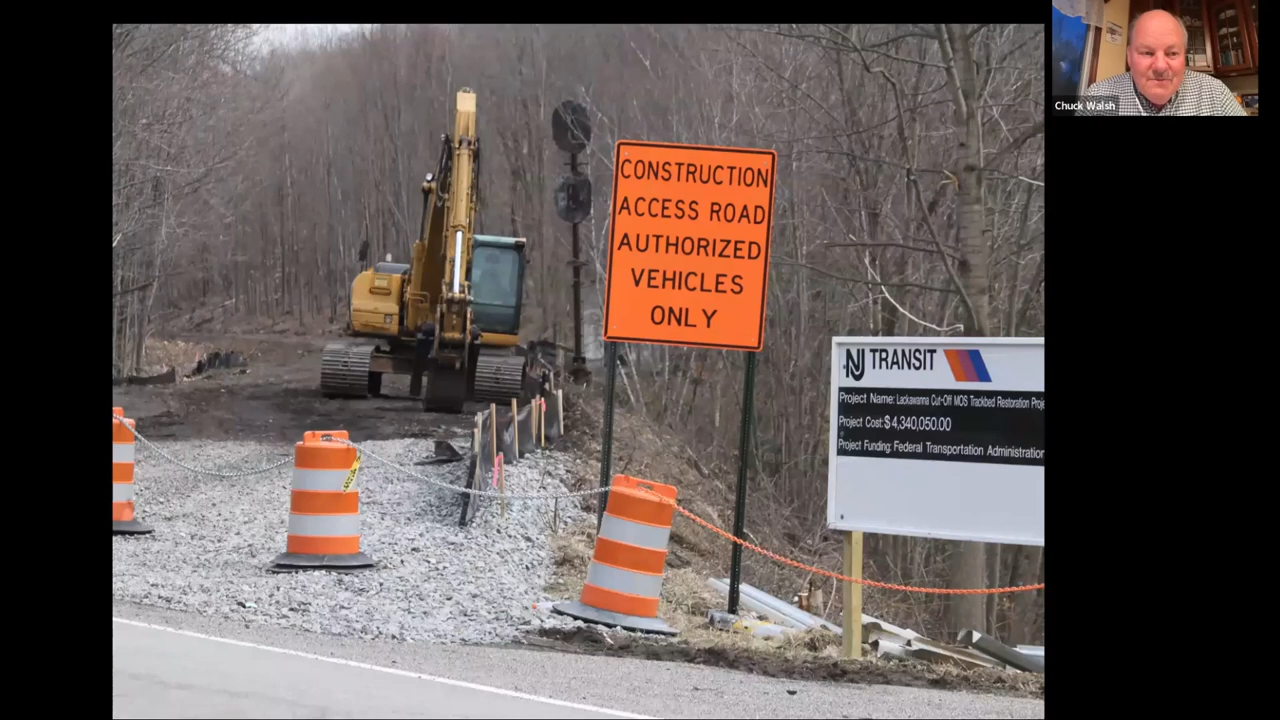 Chuck Walsh
CONSTRUCTION
ACCESS ROAD
AUTHORIZED
VEHICLES
ONLY
NJ TRANSIT
Project Name: Lackawanna Cut-Off MOS Trackbed Restoration Proje
Project Cost: $4,340,050.00
Project Funding: Federal Transportation Administration